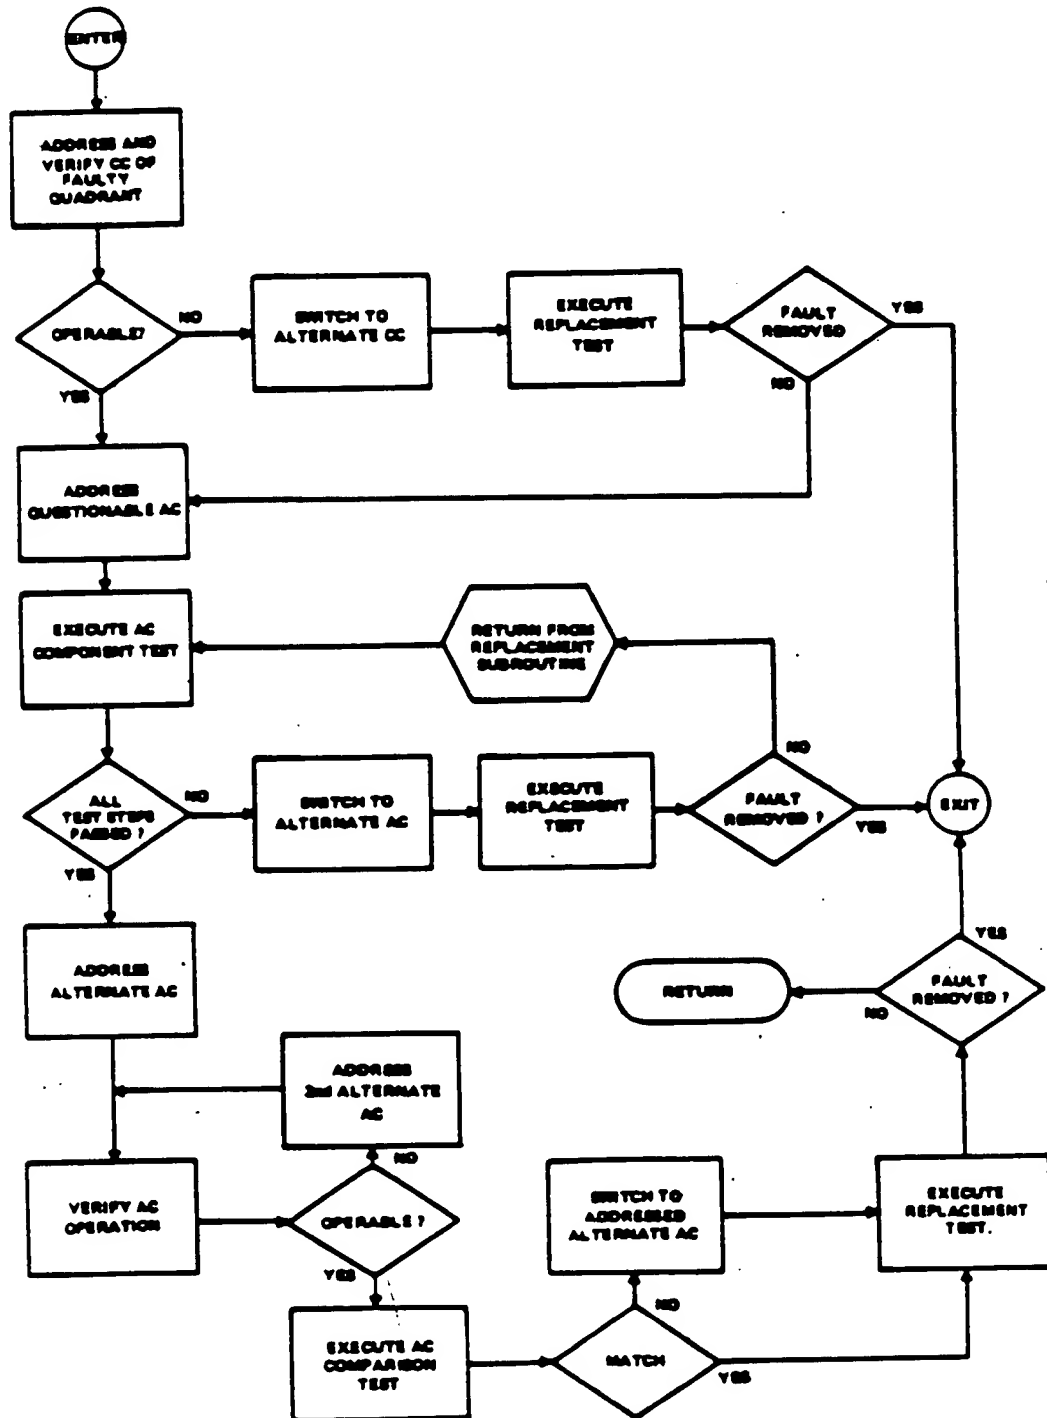 ENTER
ADDRESS AND
VERIFY CC OF
FAULTY
QUADRANT
OPERABLE?
NO
YES
SWITCH TO
ALTERNATE CC
EXECUTE
REPLACEMENT
TEST
FAULT
REMOVED
YES
NO
ADDRESS
QUESTIONABLE AC
EXECUTE AC
COMPONENT TEST
RETURN FROM
REPLACEMENT
SUBROUTINE
ALL
TEST STEPS
PASSED ?
NO
YES
SWITCH TO
ALTERNATE AC
EXECUTE
REPLACEMENT
TEST
FAULT
REMOVED ?
NO
YES
EXIT
ADDRESS
ALTERNATE AC
RETURN
FAULT
REMOVED ?
YES
NO
ADDRESS
2nd ALTERNATE
AC
VERIFY AC
OPERATION
OPERABLE ?
NO
YES
SWITCH TO
ADDRESSED
ALTERNATE AC
EXECUTE
REPLACEMENT
TEST.
EXECUTE AC
COMPARISON
TEST
MATCH
NO
YES